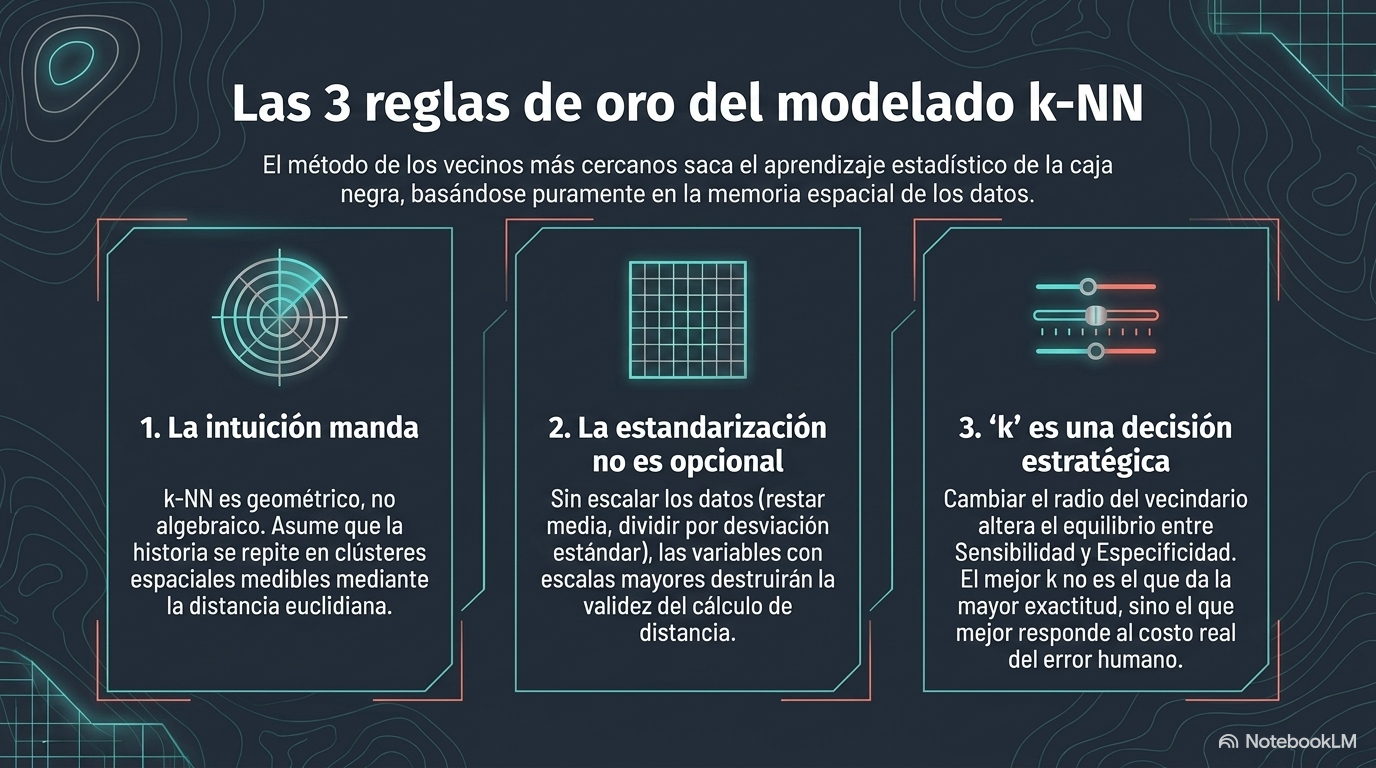 Las 3 reglas de oro del modelado k-NN
El método de los vecinos más cercanos saca el aprendizaje estadístico de la caja
negra, basándose puramente en la memoria espacial de los datos.
1. La intuición manda
k-NN es geométrico, no
algebraico. Asume que la
historia se repite en clústeres
espaciales medibles mediante
la distancia euclidiana.
2. La estandarización
no es opcional
Sin escalar los datos (restar
media, dividir por desviación
estándar), las variables con
escalas mayores destruirán la
validez del cálculo de
distancia.
3. ‘k’ es una decisión
estratégica
Cambiar el radio del vecindario
altera el equilibrio entre
Sensibilidad y Especificidad.
El mejor k no es el que da la
mayor exactitud, sino el que
mejor responde al costo real
del error humano.
NotebookLM